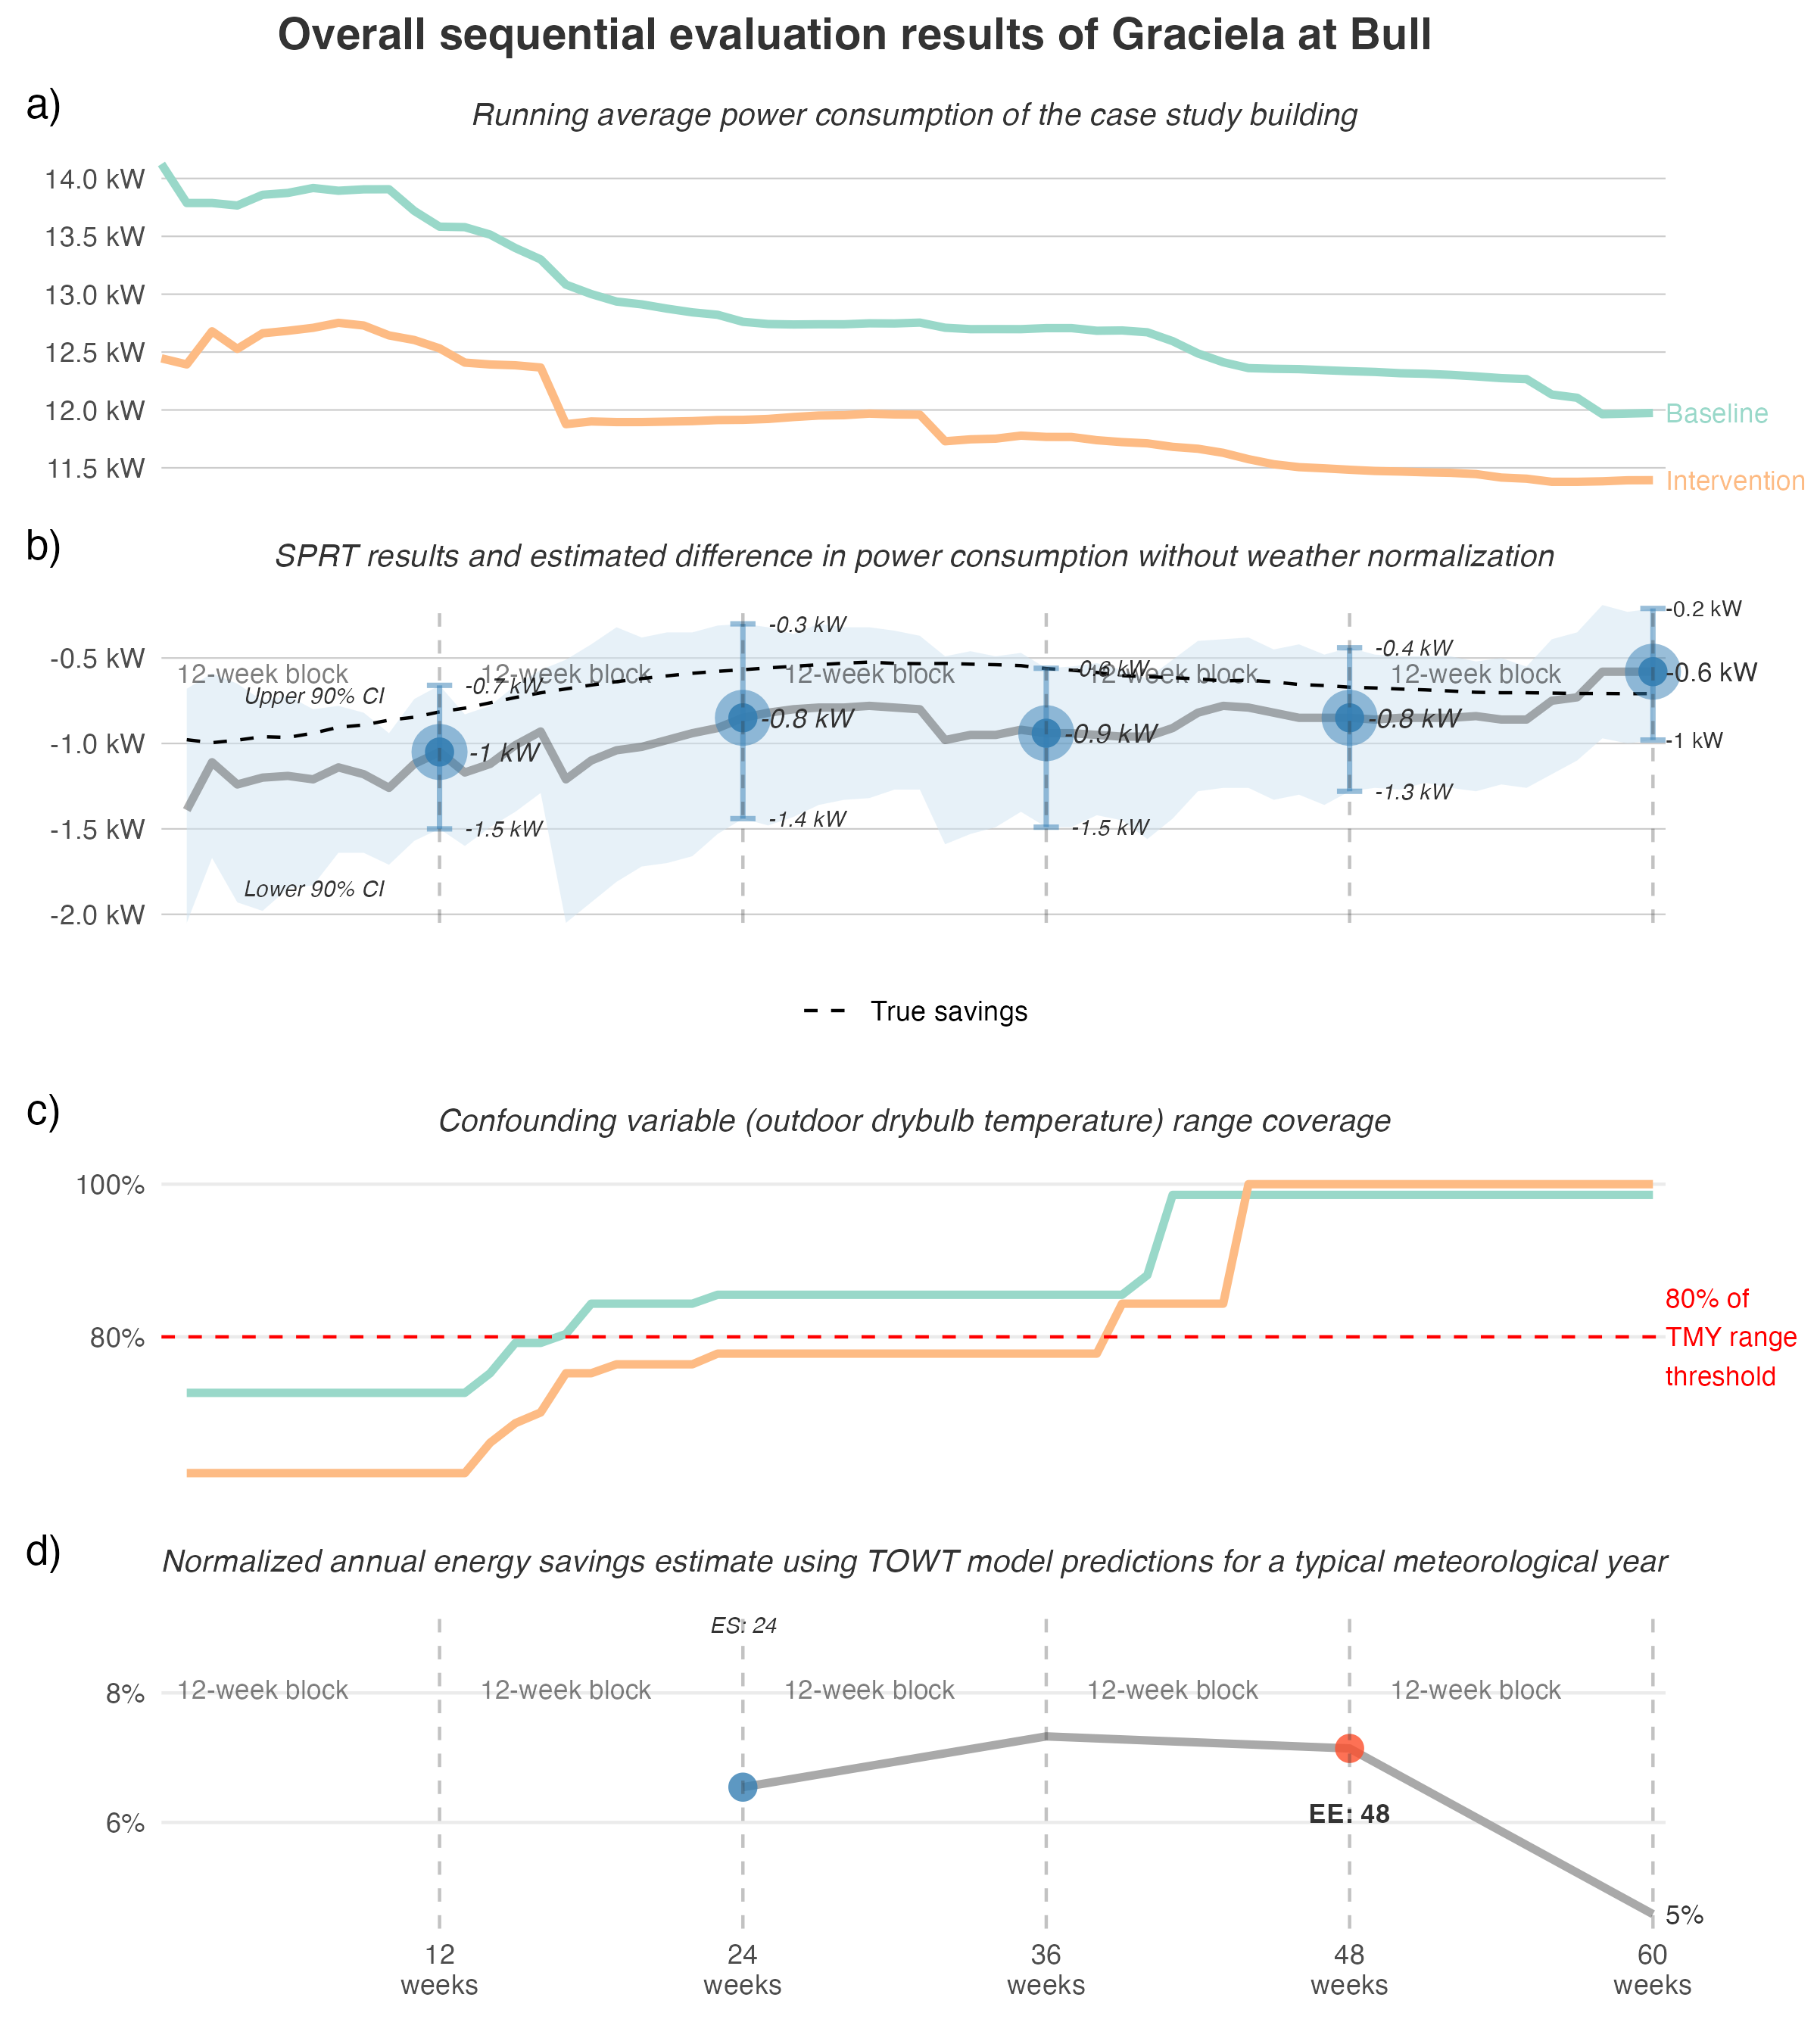 Overall sequential evaluation results of Graciela at Bull
a)
Running average power consumption of the case study building
14.0 kW
13.5 kW
13.0 kW
12.5 kW
12.0 kW
11.5 kW
Baseline
Intervention
b)
SPRT results and estimated difference in power consumption without weather normalization
-0.5 kW
-1.0 kW
-1.5 kW
-2.0 kW
12-week block
12-week block
12-week block
12-week block
12-week block
Upper 90% CI
Lower 90% CI
-0.7 kW
-1 kW
-1.5 kW
-0.3 kW
-0.8 kW
-1.4 kW
-0.6 kW
-0.9 kW
-1.5 kW
-0.4 kW
-0.8 kW
-1.3 kW
-0.2 kW
-0.6 kW
-1 kW
True savings
c)
Confounding variable (outdoor drybulb temperature) range coverage
100%
80%
80% of
TMY range
threshold
d)
Normalized annual energy savings estimate using TOWT model predictions for a typical meteorological year
ES: 24
8%
6%
12-week block
12-week block
12-week block
12-week block
12-week block
EE: 48
5%
12
weeks
24
weeks
36
weeks
48
weeks
60
weeks